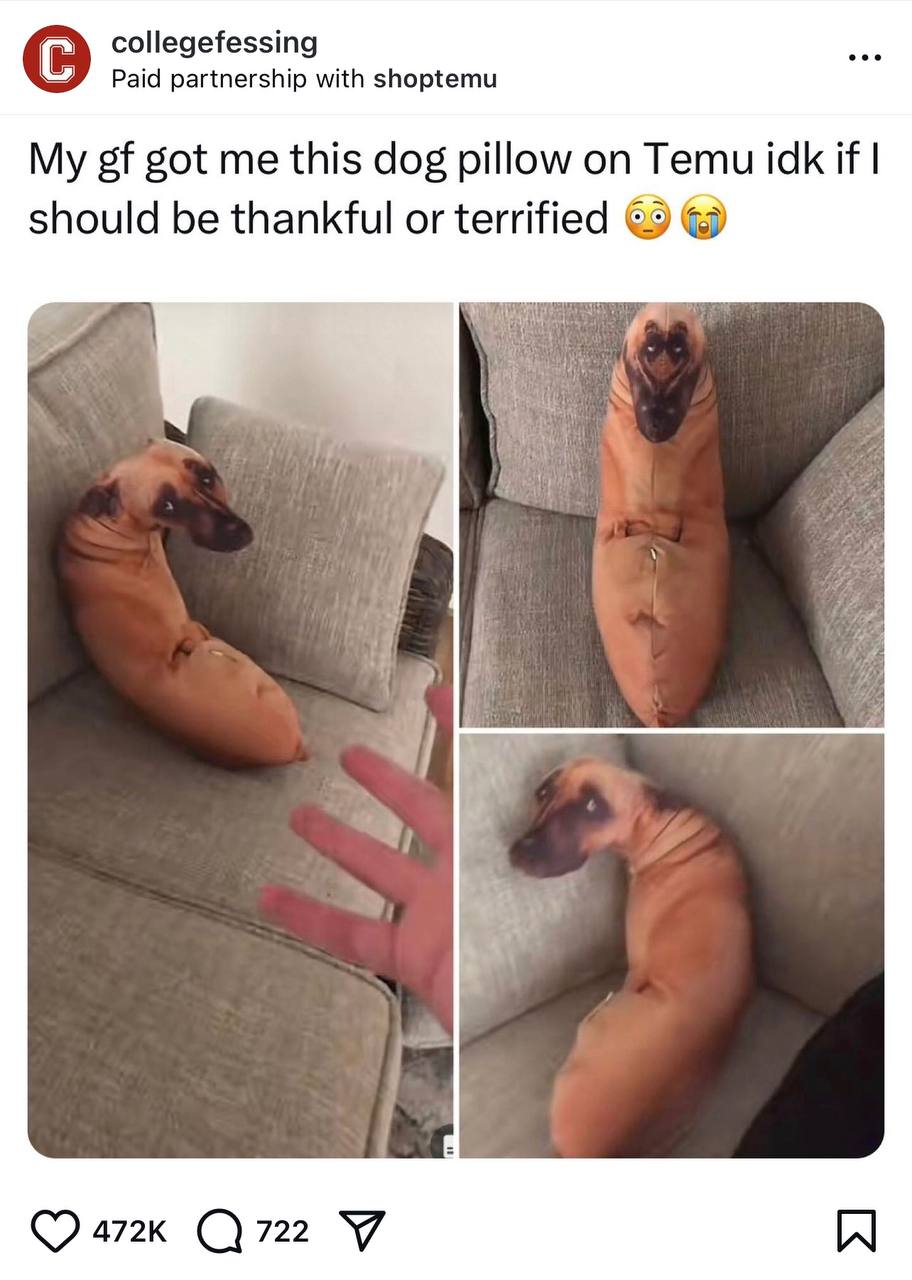 collegefessing
Paid partnership with shoptemu
My gf got me this dog pillow on Temu idk if I
should be thankful or terrified 😳😭
472K 722